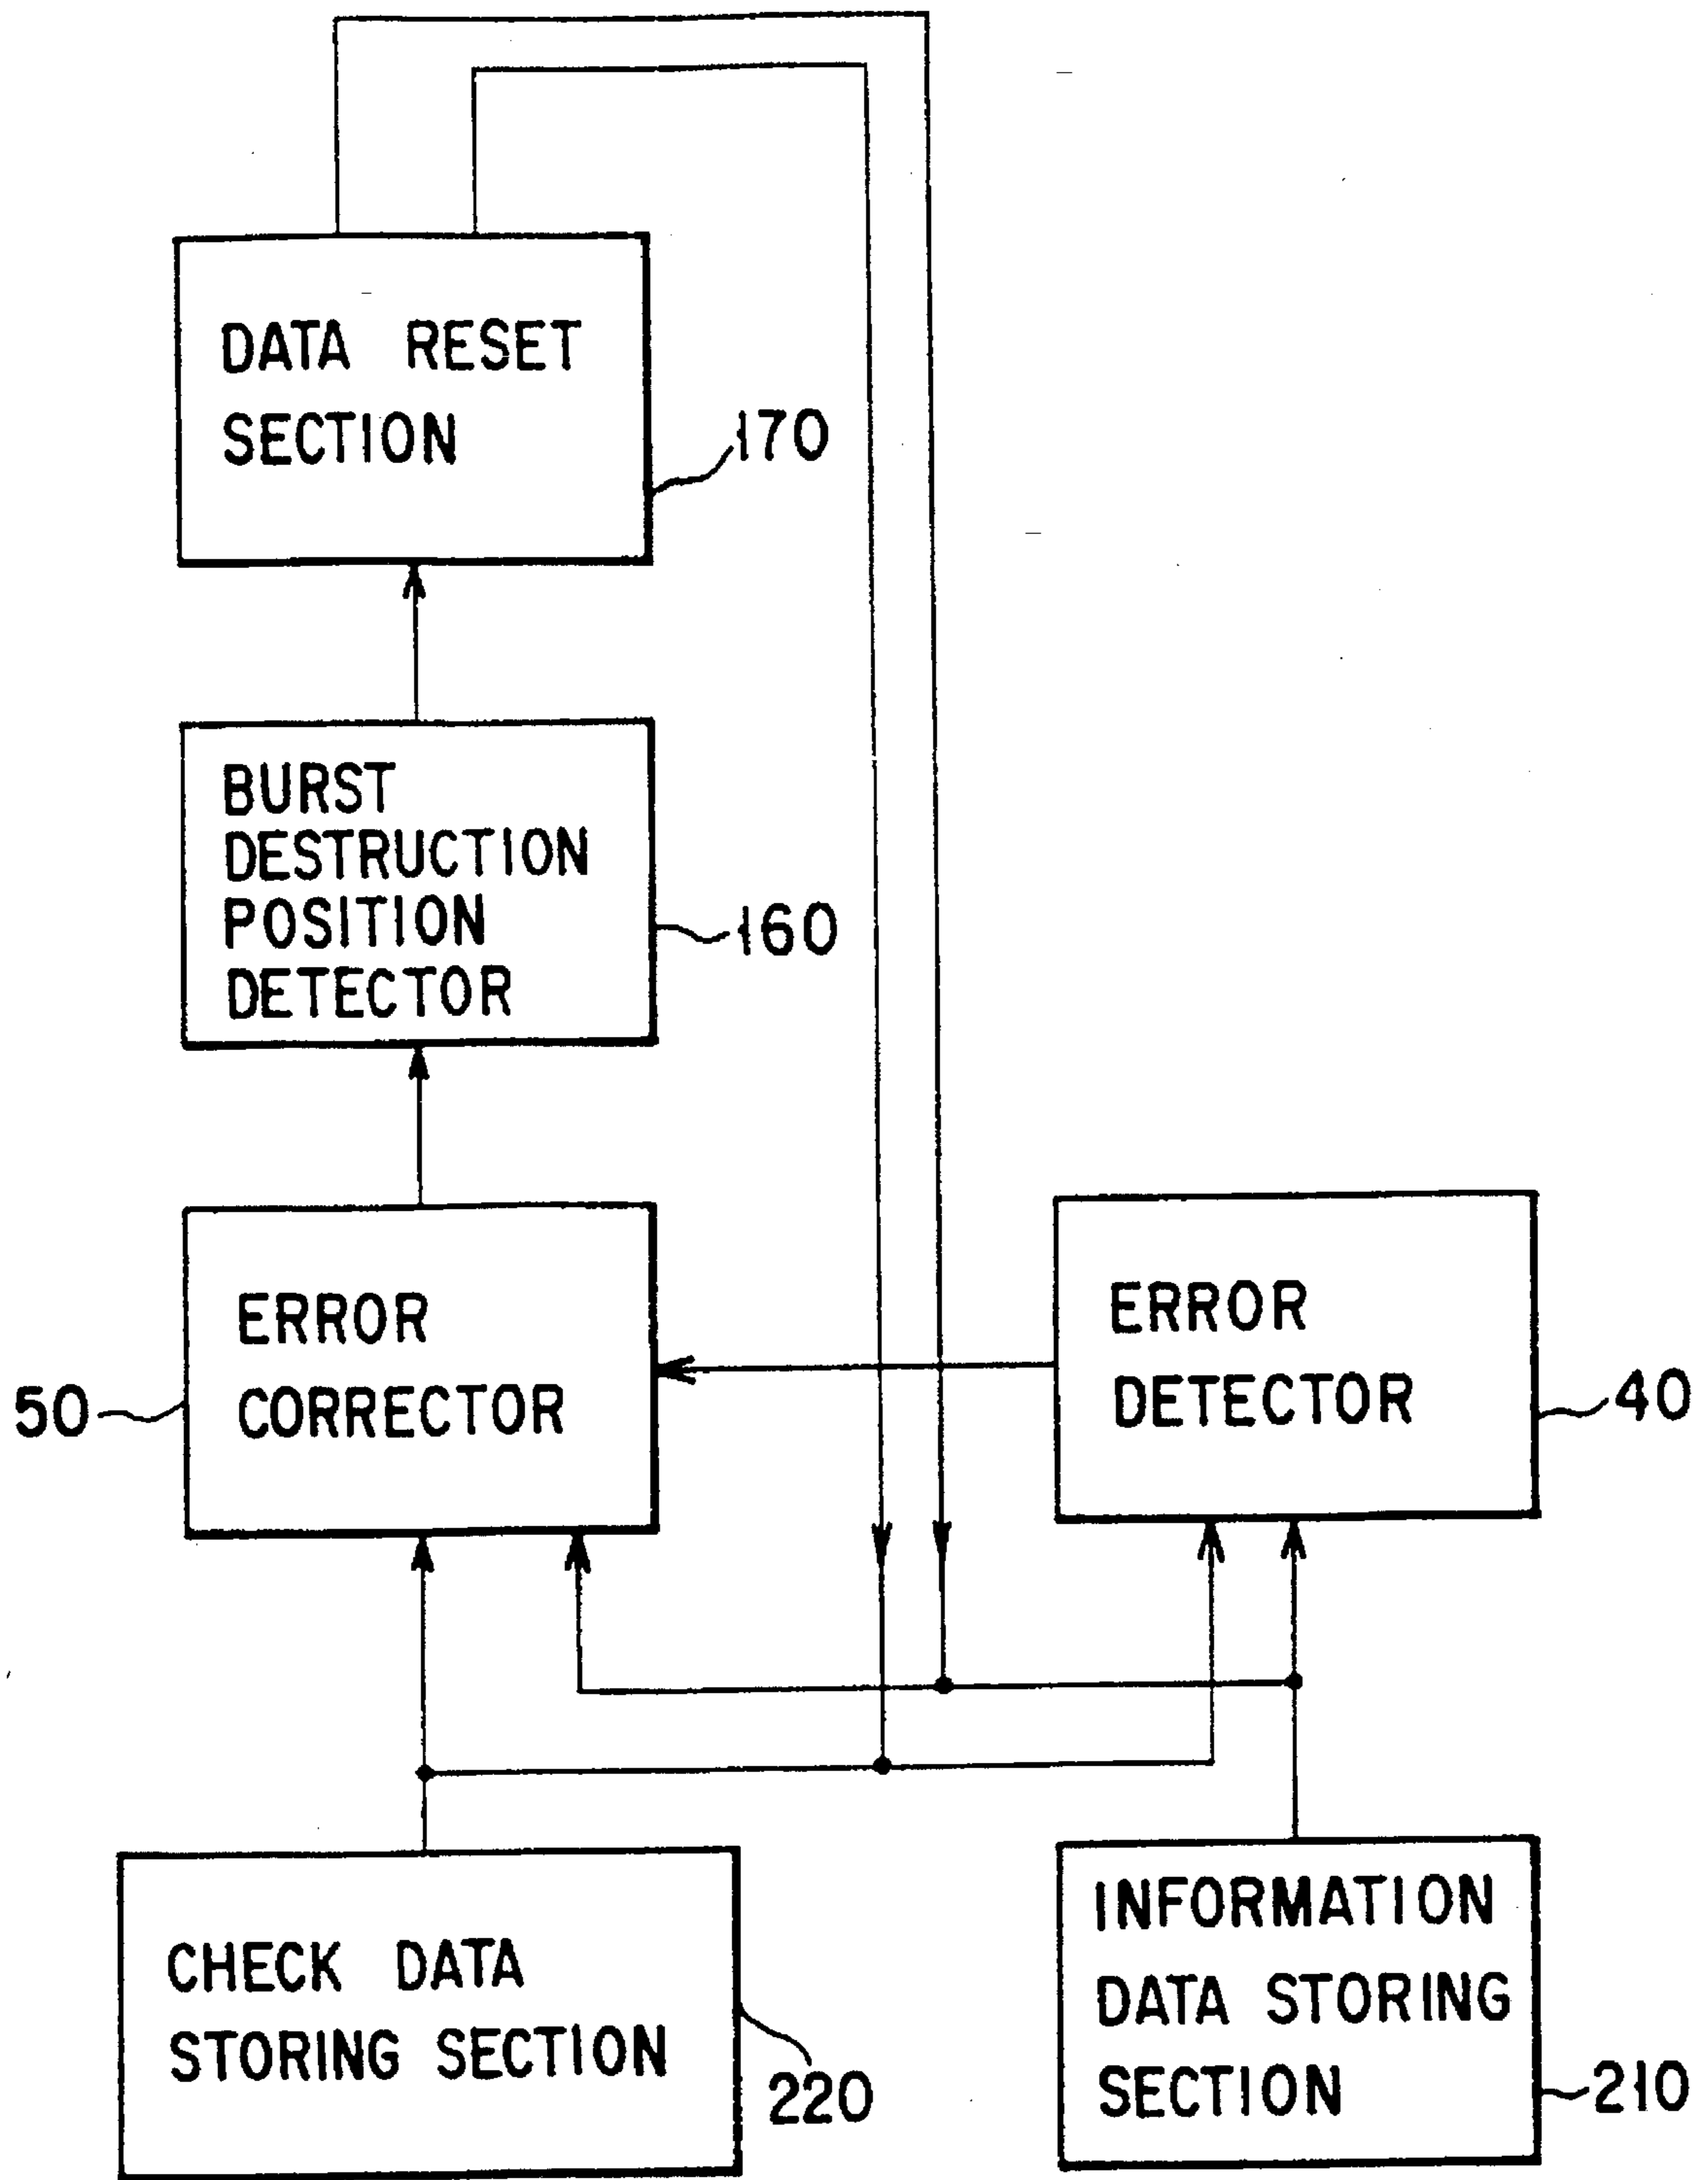 DATA RESET
SECTION
170
BURST
DESTRUCTION
POSITION
DETECTOR
160
ERROR
CORRECTOR
50
ERROR
DETECTOR
40
CHECK DATA
STORING SECTION
220
INFORMATION
DATA STORING
SECTION
210